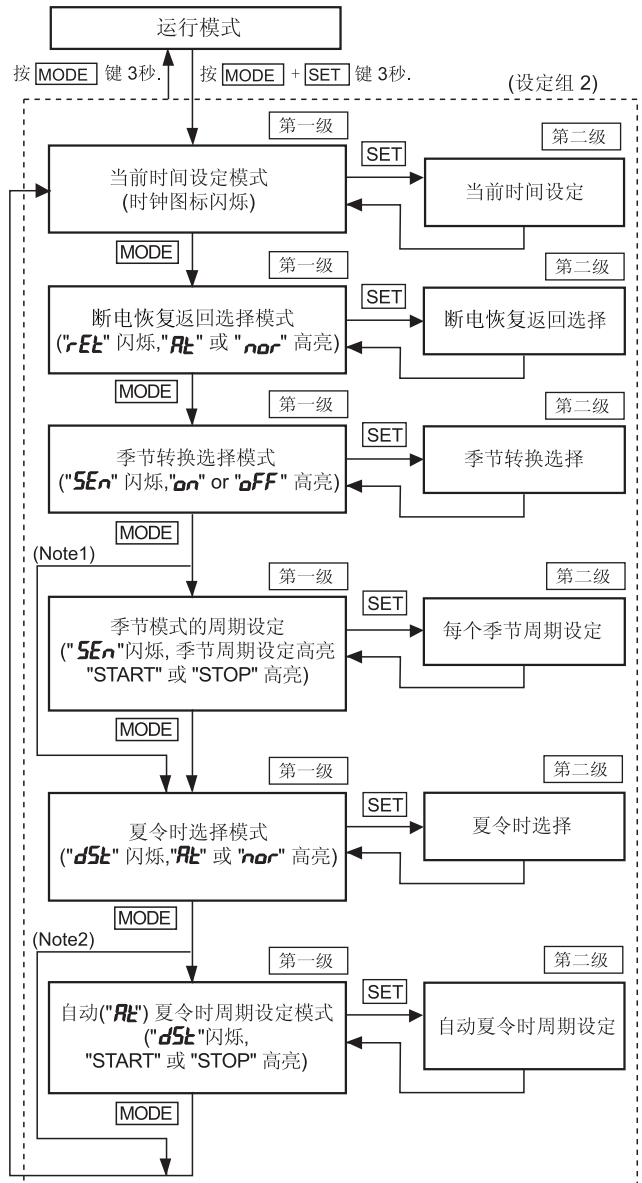 运行模式
按 MODE 键 3秒.
按 MODE + SET 键 3秒.
(设定组 2)
第一级
当前时间设定模式
(时钟图标闪烁)
SET
第二级
当前时间设定
MODE
第一级
断电恢复返回选择模式
("rEt" 闪烁,"At" 或 "nor" 高亮)
SET
第二级
断电恢复返回选择
MODE
第一级
季节转换选择模式
("SEn" 闪烁,"on" or "oFF" 高亮)
SET
第二级
季节转换选择
MODE
(Note1)
第一级
季节模式的周期设定
("SEn"闪烁, 季节周期设定高亮
"START" 或 "STOP" 高亮)
SET
第二级
每个季节周期设定
MODE
第一级
夏令时选择模式
("dSt" 闪烁,"At" 或 "nor" 高亮)
SET
第二级
夏令时选择
MODE
(Note2)
第一级
自动("At") 夏令时周期设定模式
("dSt"闪烁,
"START" 或 "STOP" 高亮)
SET
第二级
自动夏令时周期设定
MODE